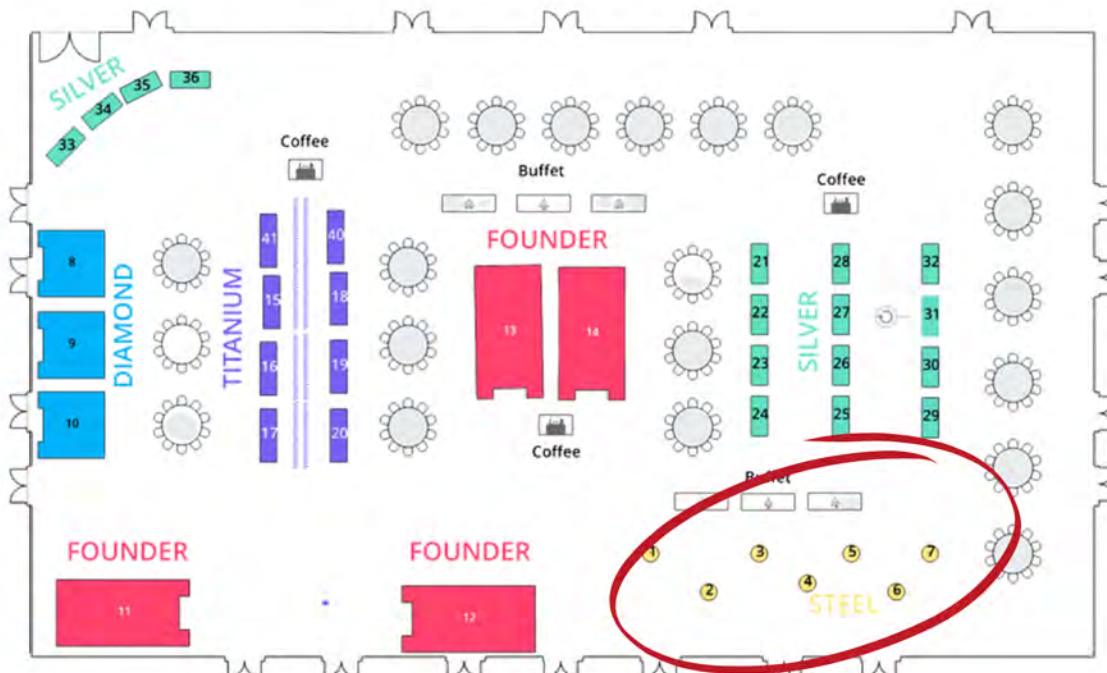 SILVER
33
34
35
36
Coffee
Buffet
Coffee
FOUNDER
41
40
21
28
32
8
DIAMOND
TITANIUM
15
18
13
14
22
27
SILVER
31
9
16
19
23
26
30
10
17
20
Coffee
24
25
29
Buffet
FOUNDER
FOUNDER
1
3
5
7
2
4
6
STEEL
11
12